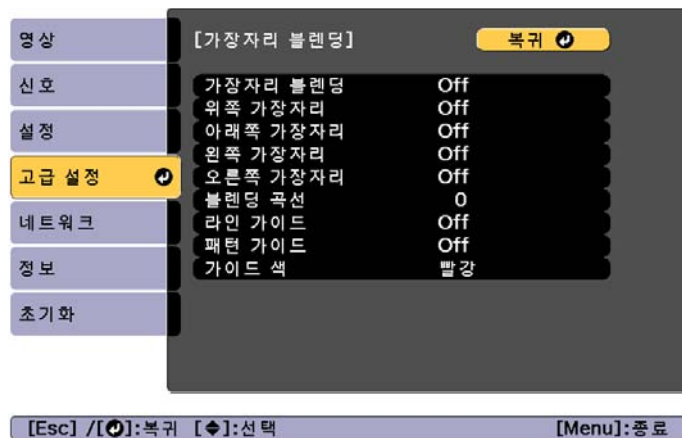 영상
신호
설정
고급 설정
네트워크
정보
초기화
[가장자리 블렌딩] 복귀
가장자리 블렌딩 Off
위쪽 가장자리 Off
아래쪽 가장자리 Off
왼쪽 가장자리 Off
오른쪽 가장자리 Off
블렌딩 곡선 0
라인 가이드 Off
패턴 가이드 Off
가이드 색 빨강
[Esc] /[⏎]:복귀 [◆]:선택 [Menu]:종료